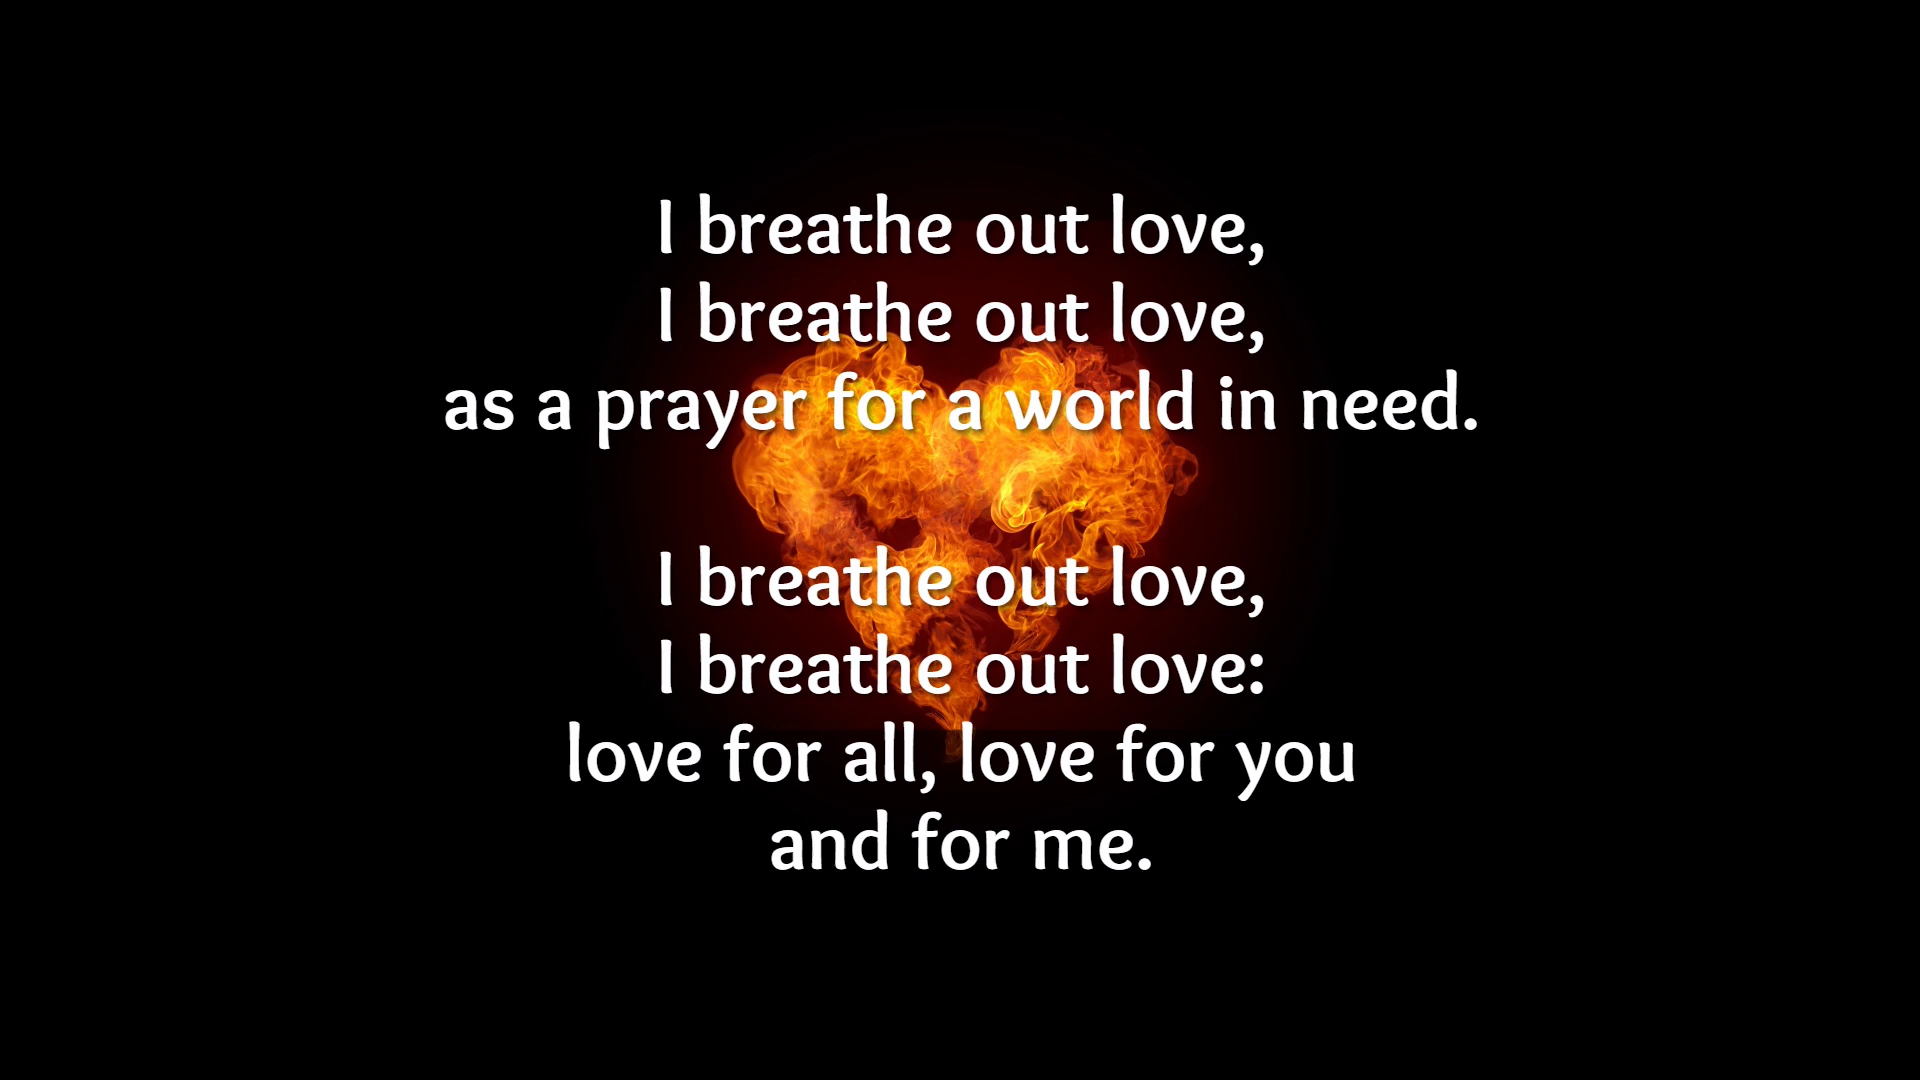 I breathe out love,
I breathe out love,
as a prayer for a world in need.
I breathe out love,
I breathe out love:
love for all, love for you
and for me.